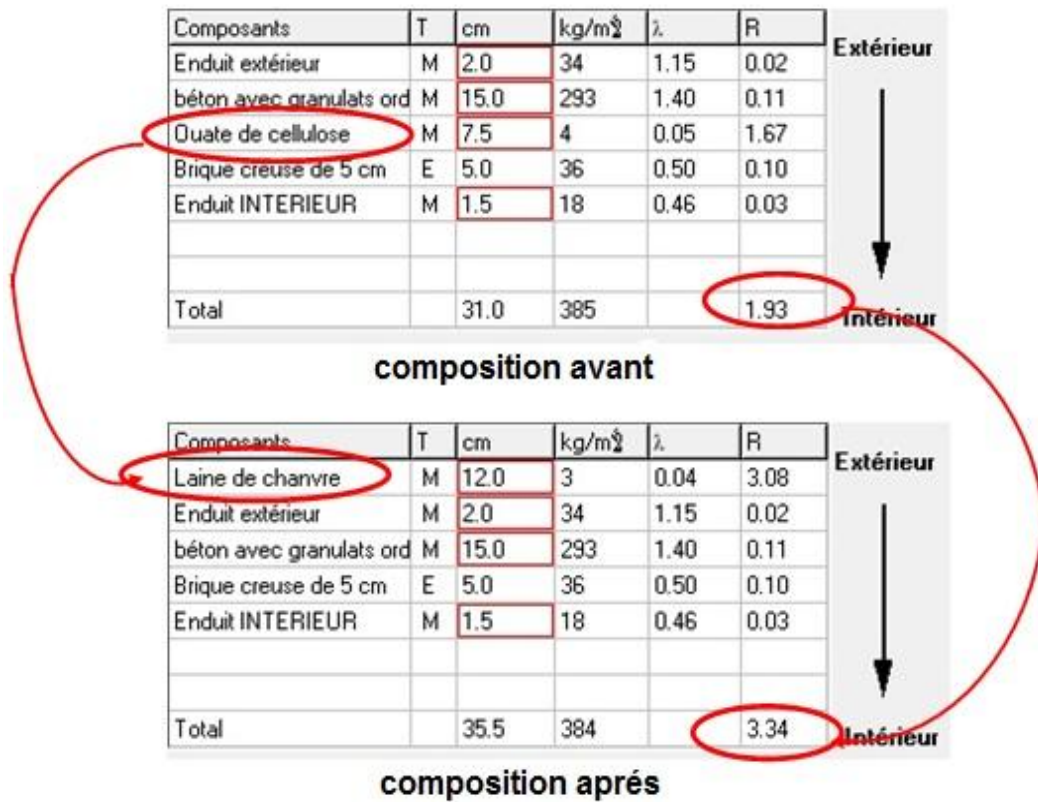 Composants T cm kg/m² λ R
Extérieur
Enduit extérieur M 2.0 34 1.15 0.02
béton avec granulats ord M 15.0 293 1.40 0.11
Ouate de cellulose M 7.5 4 0.05 1.67
Brique creuse de 5 cm E 5.0 36 0.50 0.10
Enduit INTERIEUR M 1.5 18 0.46 0.03
Total 31.0 385 1.93
Intérieur
composition avant
Composants T cm kg/m² λ R
Extérieur
Laine de chanvre M 12.0 3 0.04 3.08
Enduit extérieur M 2.0 34 1.15 0.02
béton avec granulats ord M 15.0 293 1.40 0.11
Brique creuse de 5 cm E 5.0 36 0.50 0.10
Enduit INTERIEUR M 1.5 18 0.46 0.03
Total 35.5 384 3.34
Intérieur
composition aprés